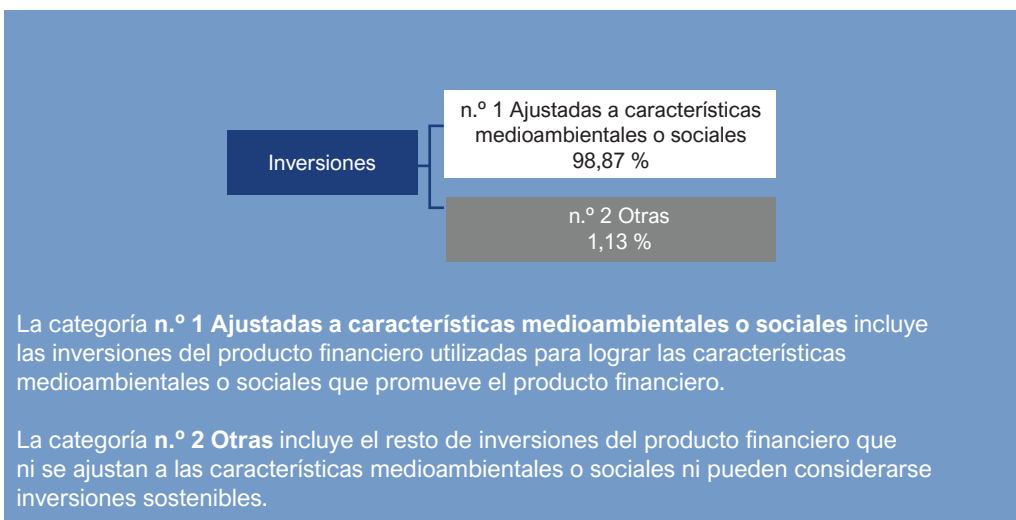 n.º 1 Ajustadas a características
medioambientales o sociales
98,87 %
Inversiones
n.º 2 Otras
1,13 %
La categoría n.º 1 Ajustadas a características medioambientales o sociales incluye
las inversiones del producto financiero utilizadas para lograr las características
medioambientales o sociales que promueve el producto financiero.
La categoría n.º 2 Otras incluye el resto de inversiones del producto financiero que
ni se ajustan a las características medioambientales o sociales ni pueden considerarse
inversiones sostenibles.